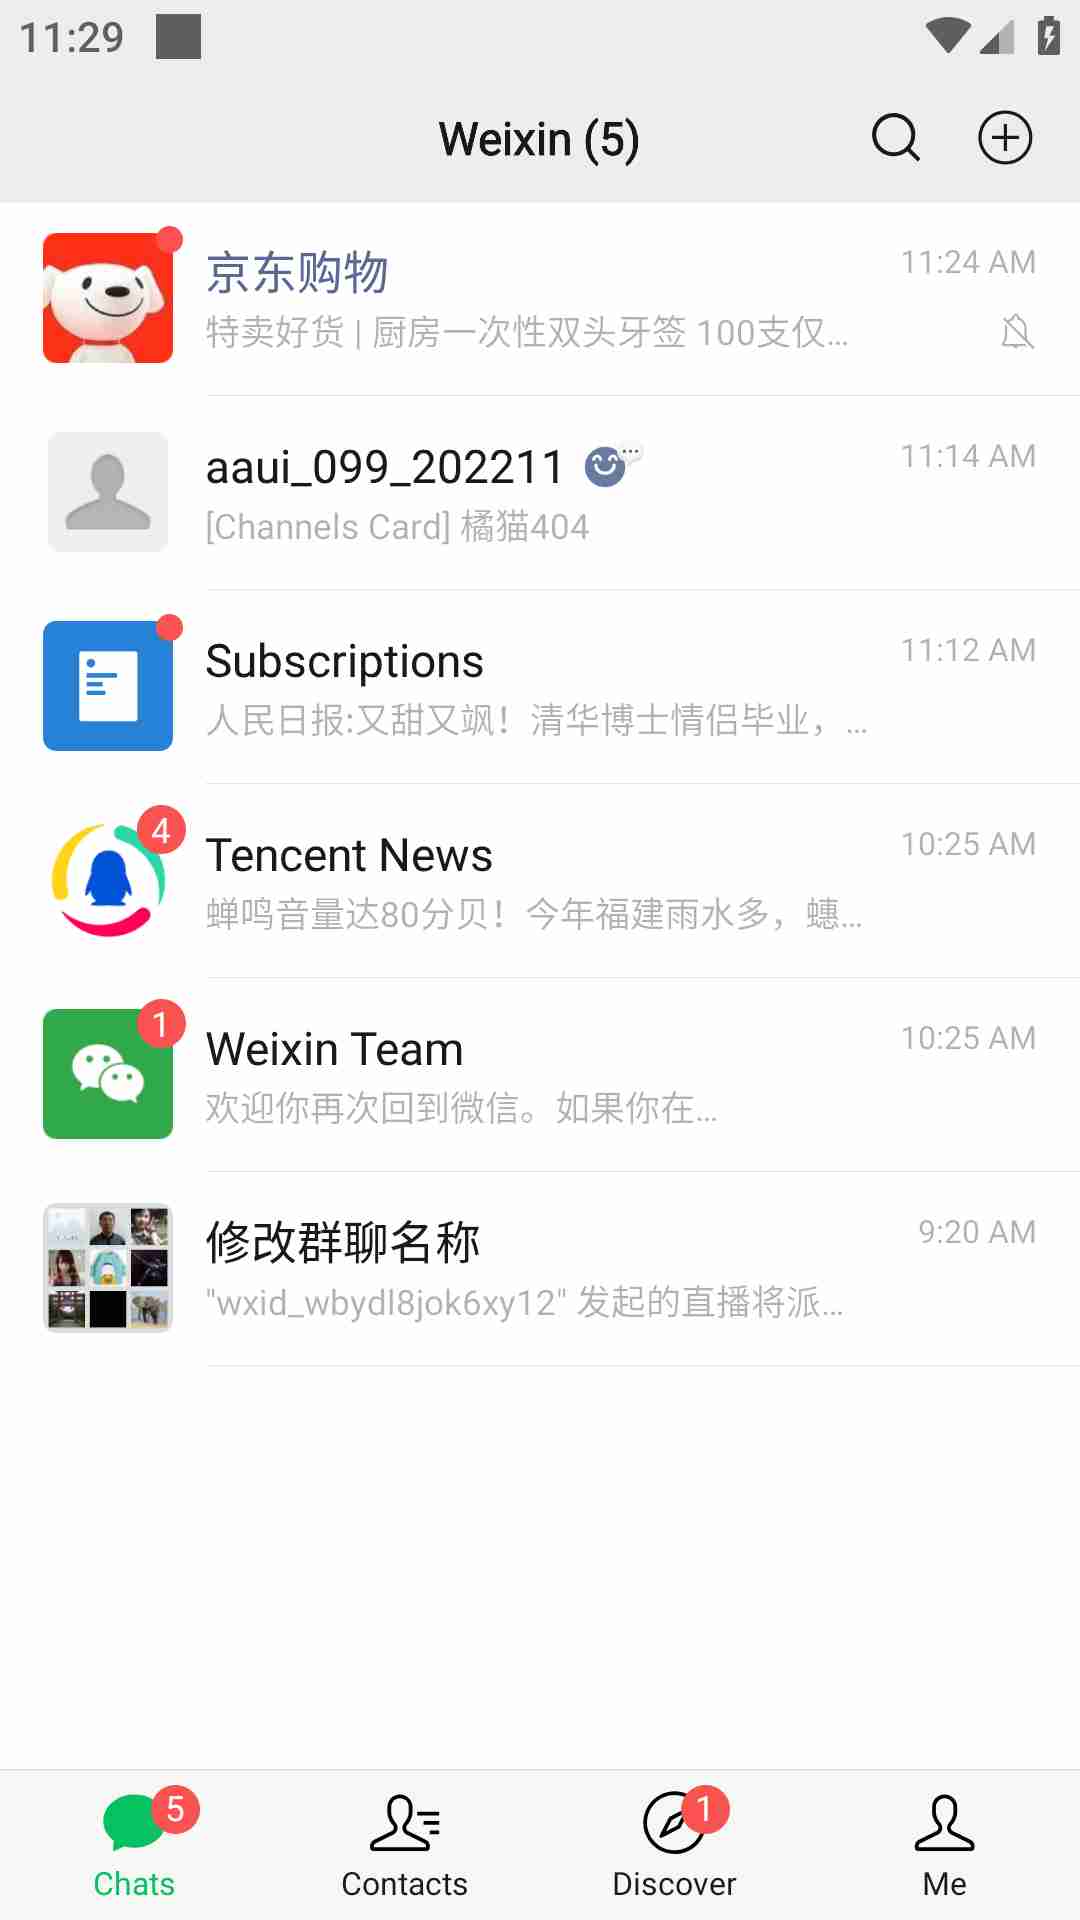 11:29
Weixin (5)
京东购物
11:24 AM
特卖好货 | 厨房一次性双头牙签 100支仅...
aaui_099_202211
11:14 AM
[Channels Card] 橘猫404
Subscriptions
11:12 AM
人民日报:又甜又飒！清华博士情侣毕业，...
4
Tencent News
10:25 AM
蝉鸣音量达80分贝！今年福建雨水多，蟪...
1
Weixin Team
10:25 AM
欢迎你再次回到微信。如果你在...
修改群聊名称
9:20 AM
"wxid_wbydl8jok6xy12" 发起的直播将派...
5
1
Chats
Contacts
Discover
Me